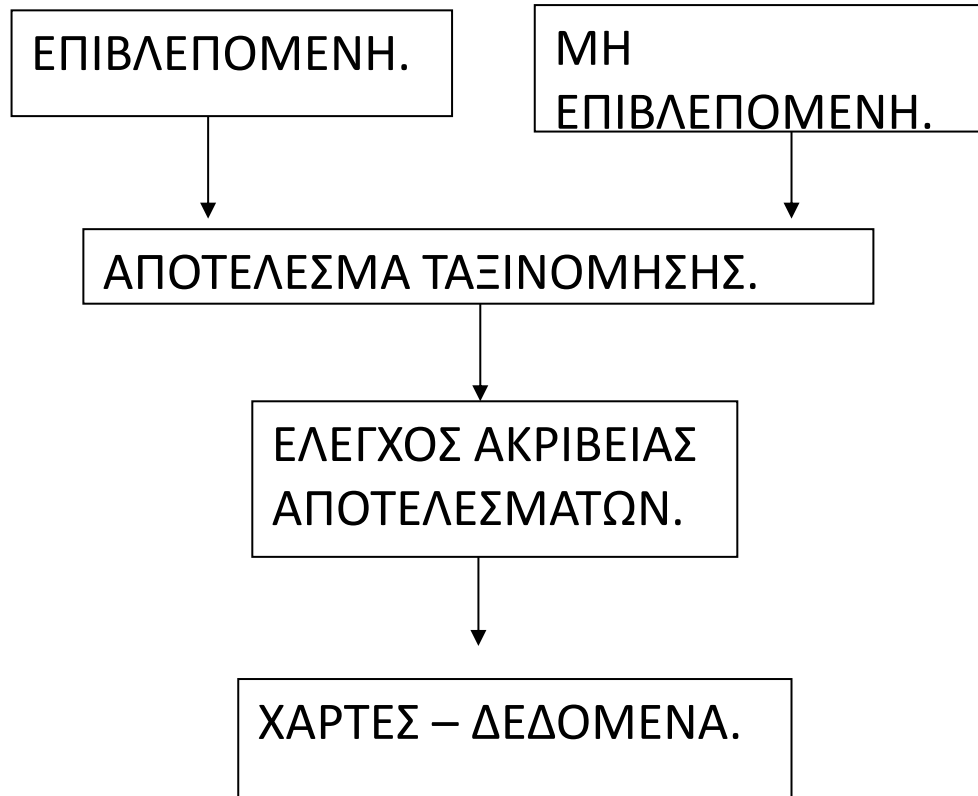 ΕΠΙΒΛΕΠΟΜΕΝΗ.
ΜΗ
ΕΠΙΒΛΕΠΟΜΕΝΗ.
ΑΠΟΤΕΛΕΣΜΑ ΤΑΞΙΝΟΜΗΣΗΣ.
ΕΛΕΓΧΟΣ ΑΚΡΙΒΕΙΑΣ
ΑΠΟΤΕΛΕΣΜΑΤΩΝ.
ΧΑΡΤΕΣ – ΔΕΔΟΜΕΝΑ.